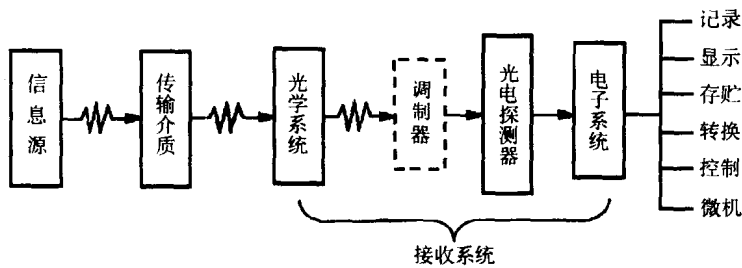 信息源
传输介质
光学系统
调制器
光电探测器
电子系统
记录
显示
存贮
转换
控制
微机
接收系统